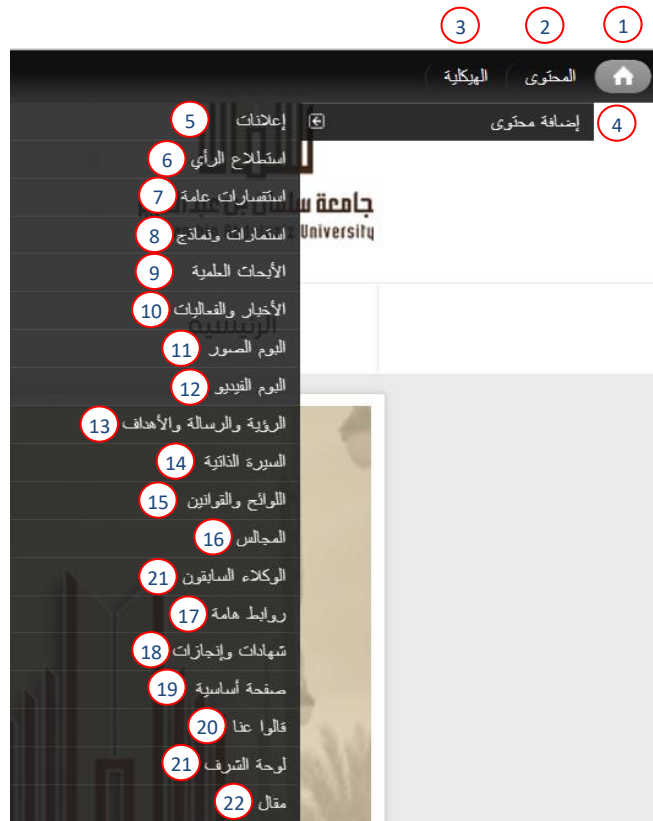 1 2 3
المحتوى الهيكلية
4 إضافة محتوى
إعلانات 5
استطلاع الرأي 6
استفسارات عامة 7
جامعة سلمان بن
استمارات ونماذج 8
University
الأبحاث العلمية 9
الأخبار والفعاليات 10
الرئيسية
البوم الصور 11
البوم الفيديو 12
الرؤية والرسالة والأهداف 13
السيرة الذاتية 14
اللوائح والقوانين 15
المجالس 16
الوكلاء السابقون 21
روابط هامة 17
شهادات وإنجازات 18
صفحة أساسية 19
قالوا عنا 20
لوحة الشرف 21
مقال 22